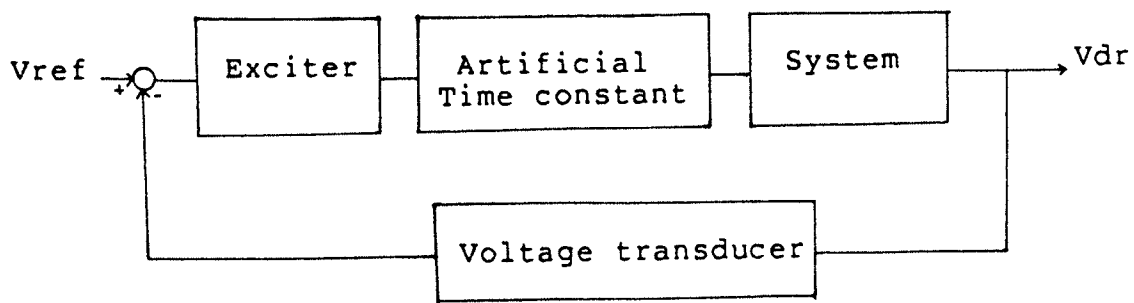 Vref
+
-
Exciter
Artificial
Time constant
System
Vdr
Voltage transducer